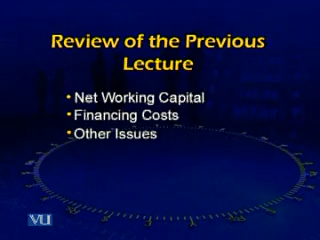 Review of the Previous
Lecture
• Net Working Capital
• Financing Costs
• Other Issues
VU